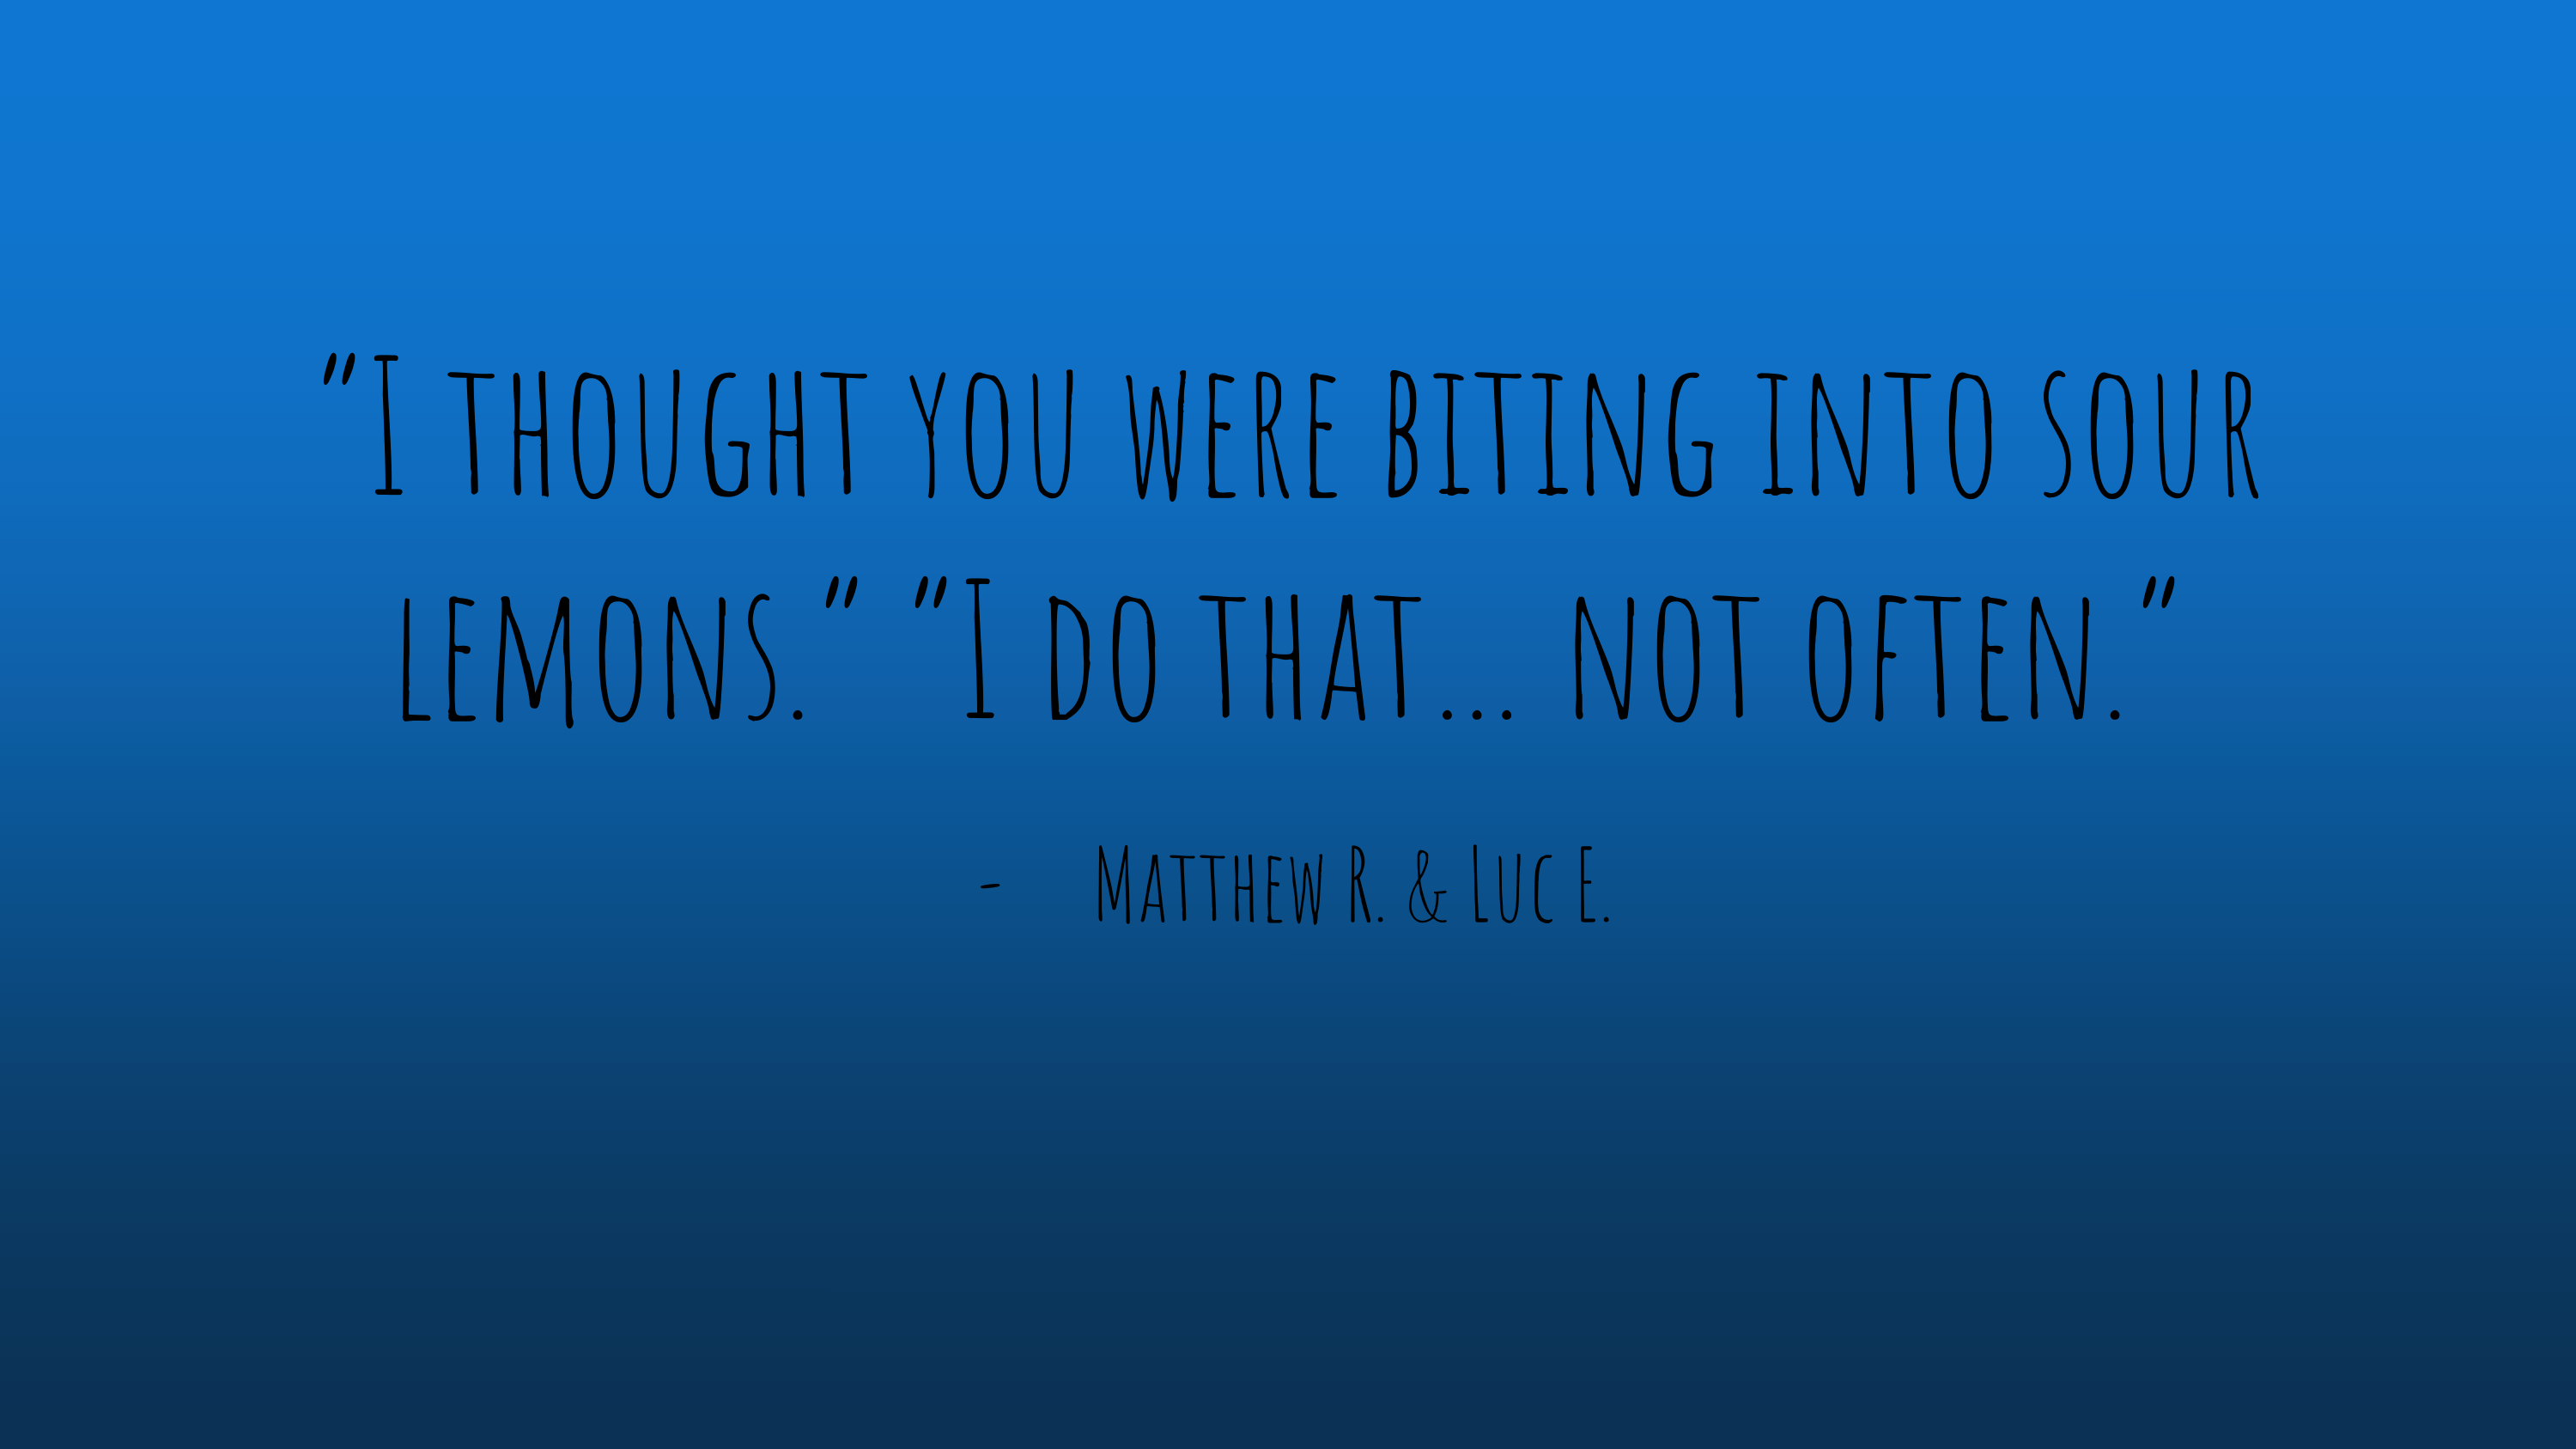 "I thought you were biting into sour
lemons." "I do that... not often."
- Matthew R. & Luc E.